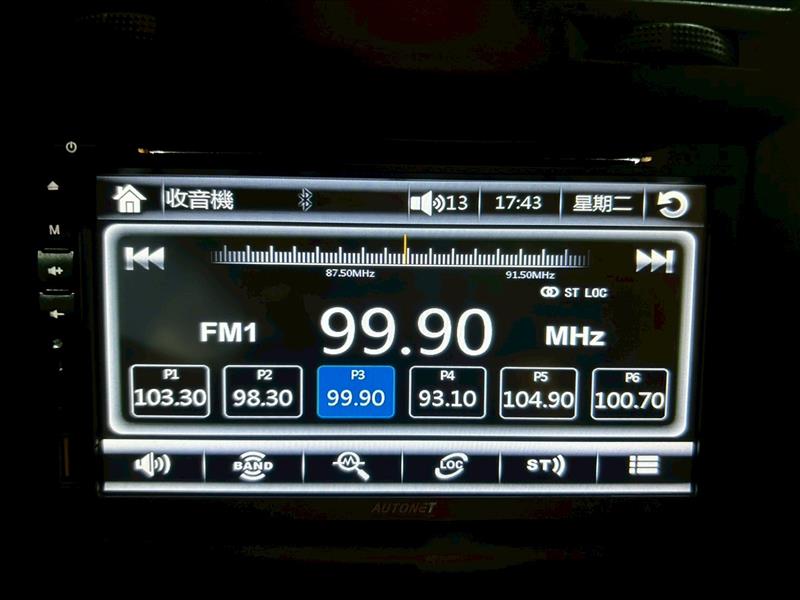 收音機 13 17:43 星期二
M
87.50MHz 91.50MHz
ST LOC
FM1 99.90 MHz
P1 P2 P3 P4 P5 P6
103.30 98.30 99.90 93.10 104.90 100.70
BAND LOC ST
AUTONET